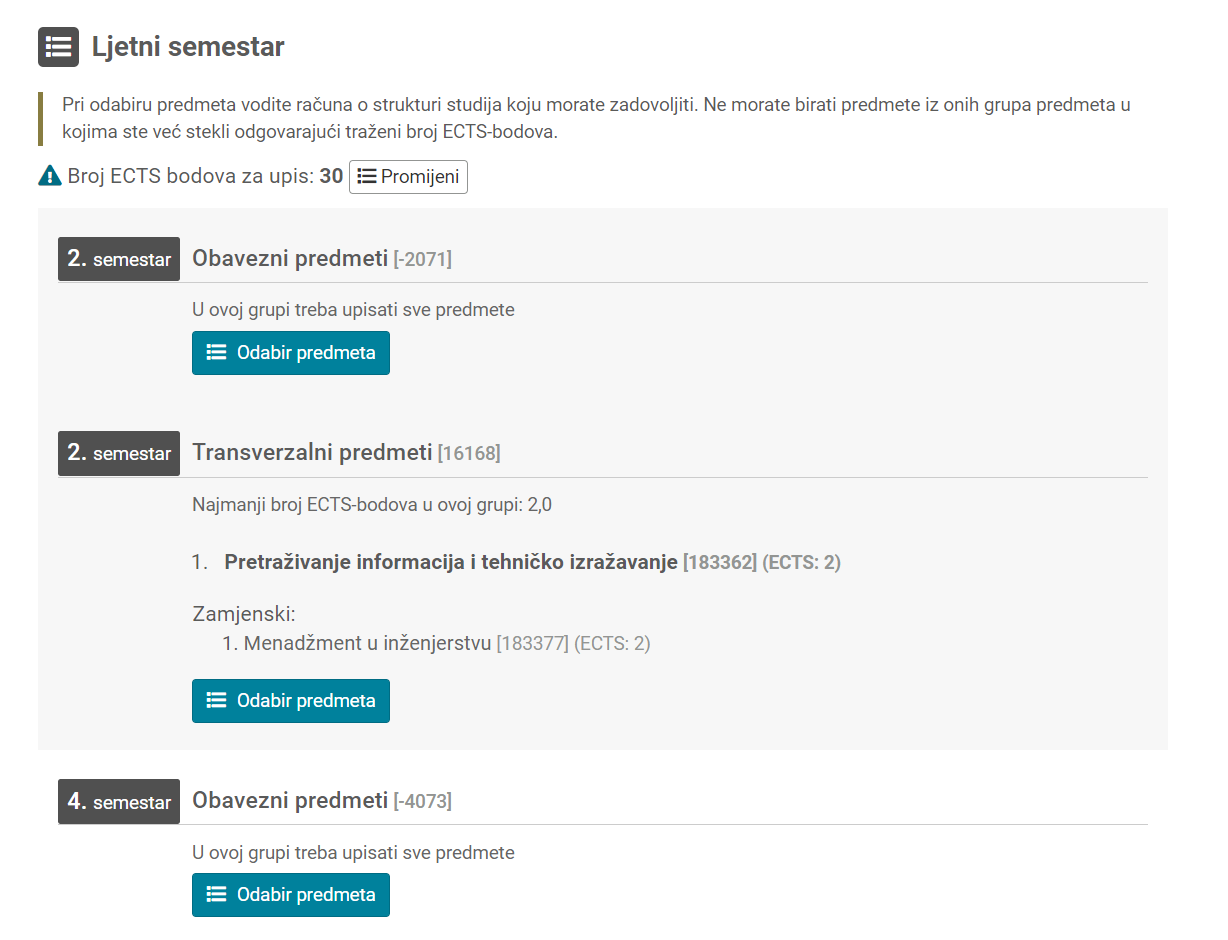 Ljetni semestar
Pri odabiru predmeta vodite računa o strukturi studija koju morate zadovoljiti. Ne morate birati predmete iz onih grupa predmeta u
kojima ste već stekli odgovarajući traženi broj ECTS-bodova.
Broj ECTS bodova za upis: 30 Promijeni
2. semestar Obavezni predmeti [-2071]
U ovoj grupi treba upisati sve predmete
Odabir predmeta
2. semestar Transverzalni predmeti [16168]
Najmanji broj ECTS-bodova u ovoj grupi: 2,0
1. Pretraživanje informacija i tehničko izražavanje [183362] (ECTS: 2)
Zamjenski:
1. Menadžment u inženjerstvu [183377] (ECTS: 2)
Odabir predmeta
4. semestar Obavezni predmeti [-4073]
U ovoj grupi treba upisati sve predmete
Odabir predmeta